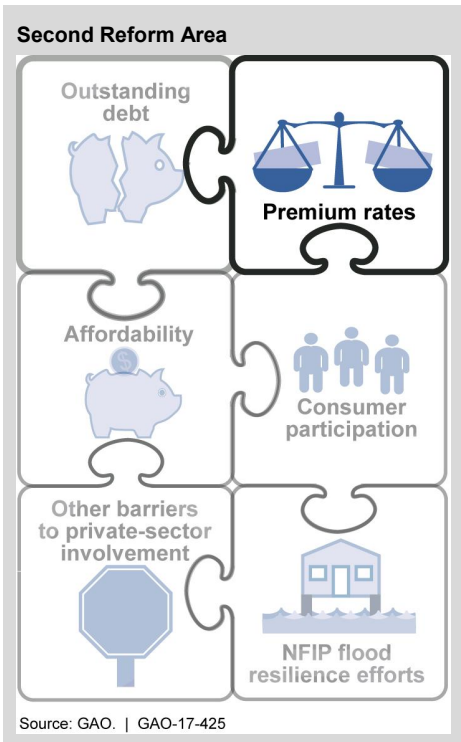 Second Reform Area
Outstanding
debt
Premium rates
Affordability
$
Consumer
participation
Other barriers
to private-sector
involvement
NFIP flood
resilience efforts
Source: GAO. | GAO-17-425